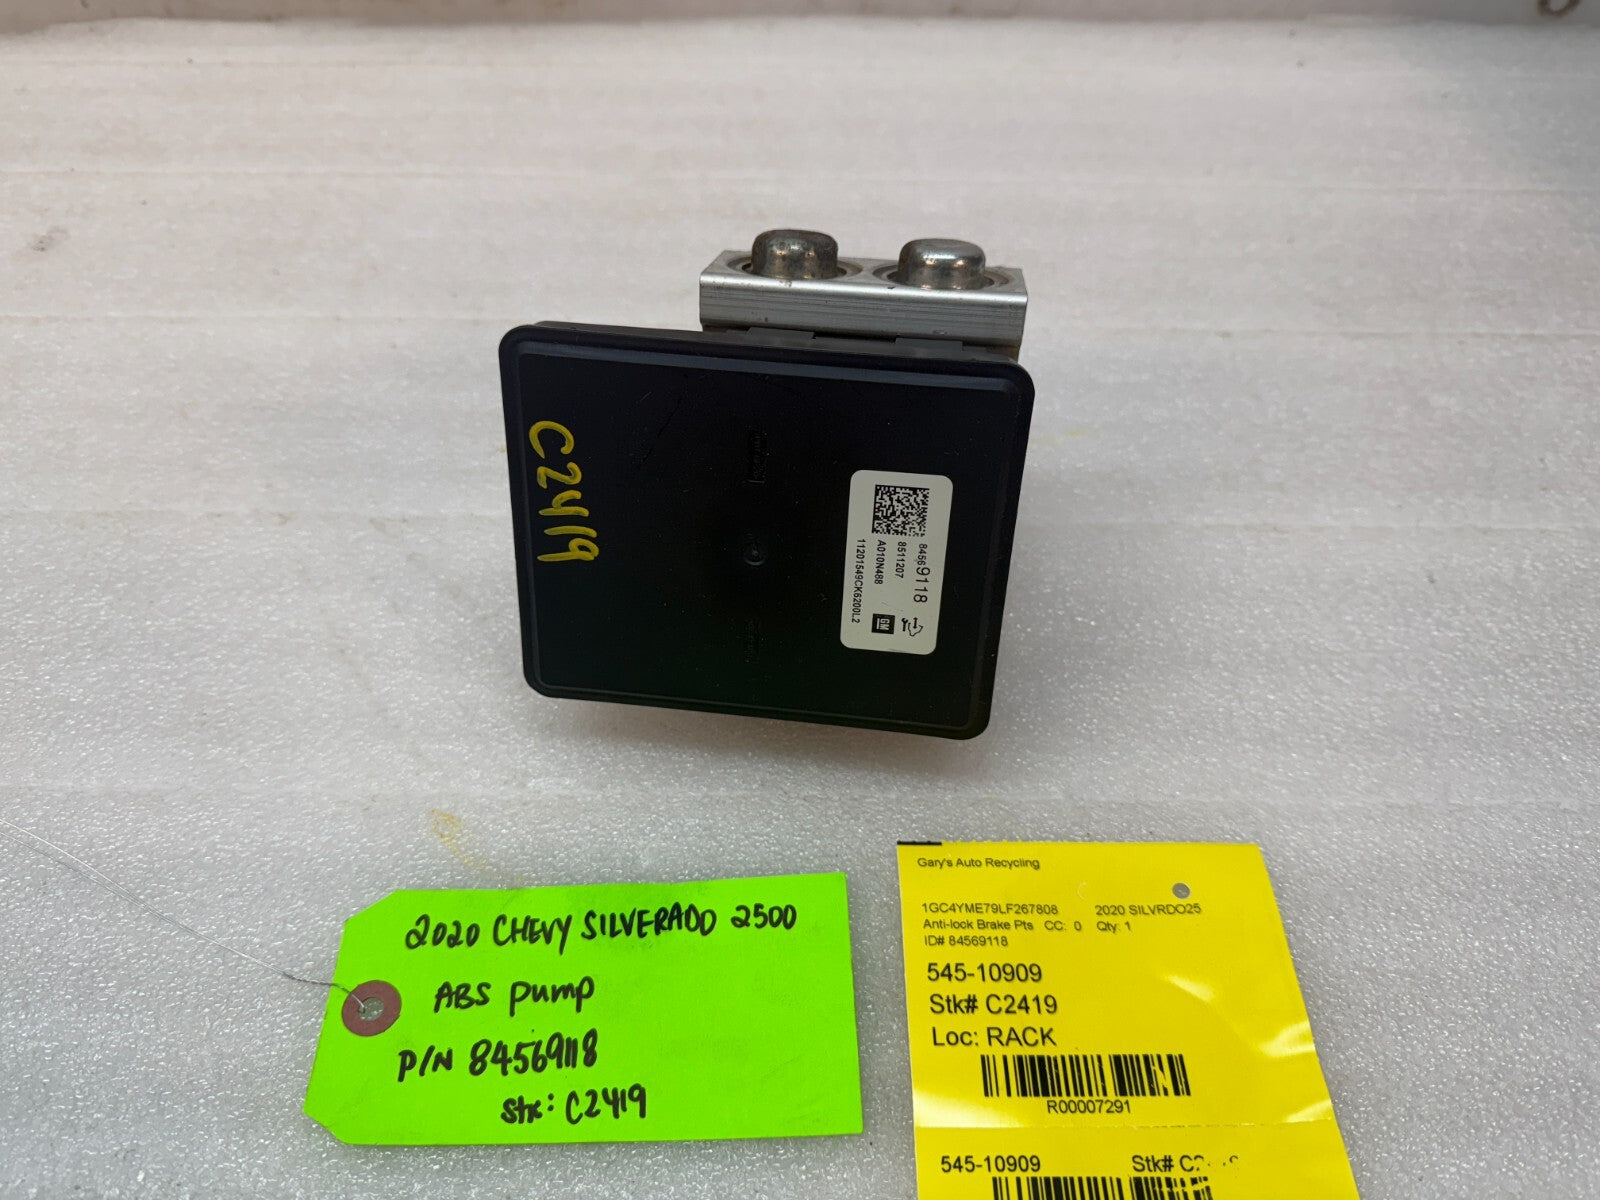 C2419
84569118
8511207
A010N488
11201549CK6200L2
GM
2020 CHEVY SILVERADO 2500
ABS PUMP
P/N 84569118
STK: C2419
Gary's Auto Recycling
1GC4YME79LF267808 2020 SILVRDO25
Anti-lock Brake Pts CC: 0 Qty: 1
ID# 84569118
545-10909
Stk# C2419
Loc: RACK
R00007291
545-10909 Stk#